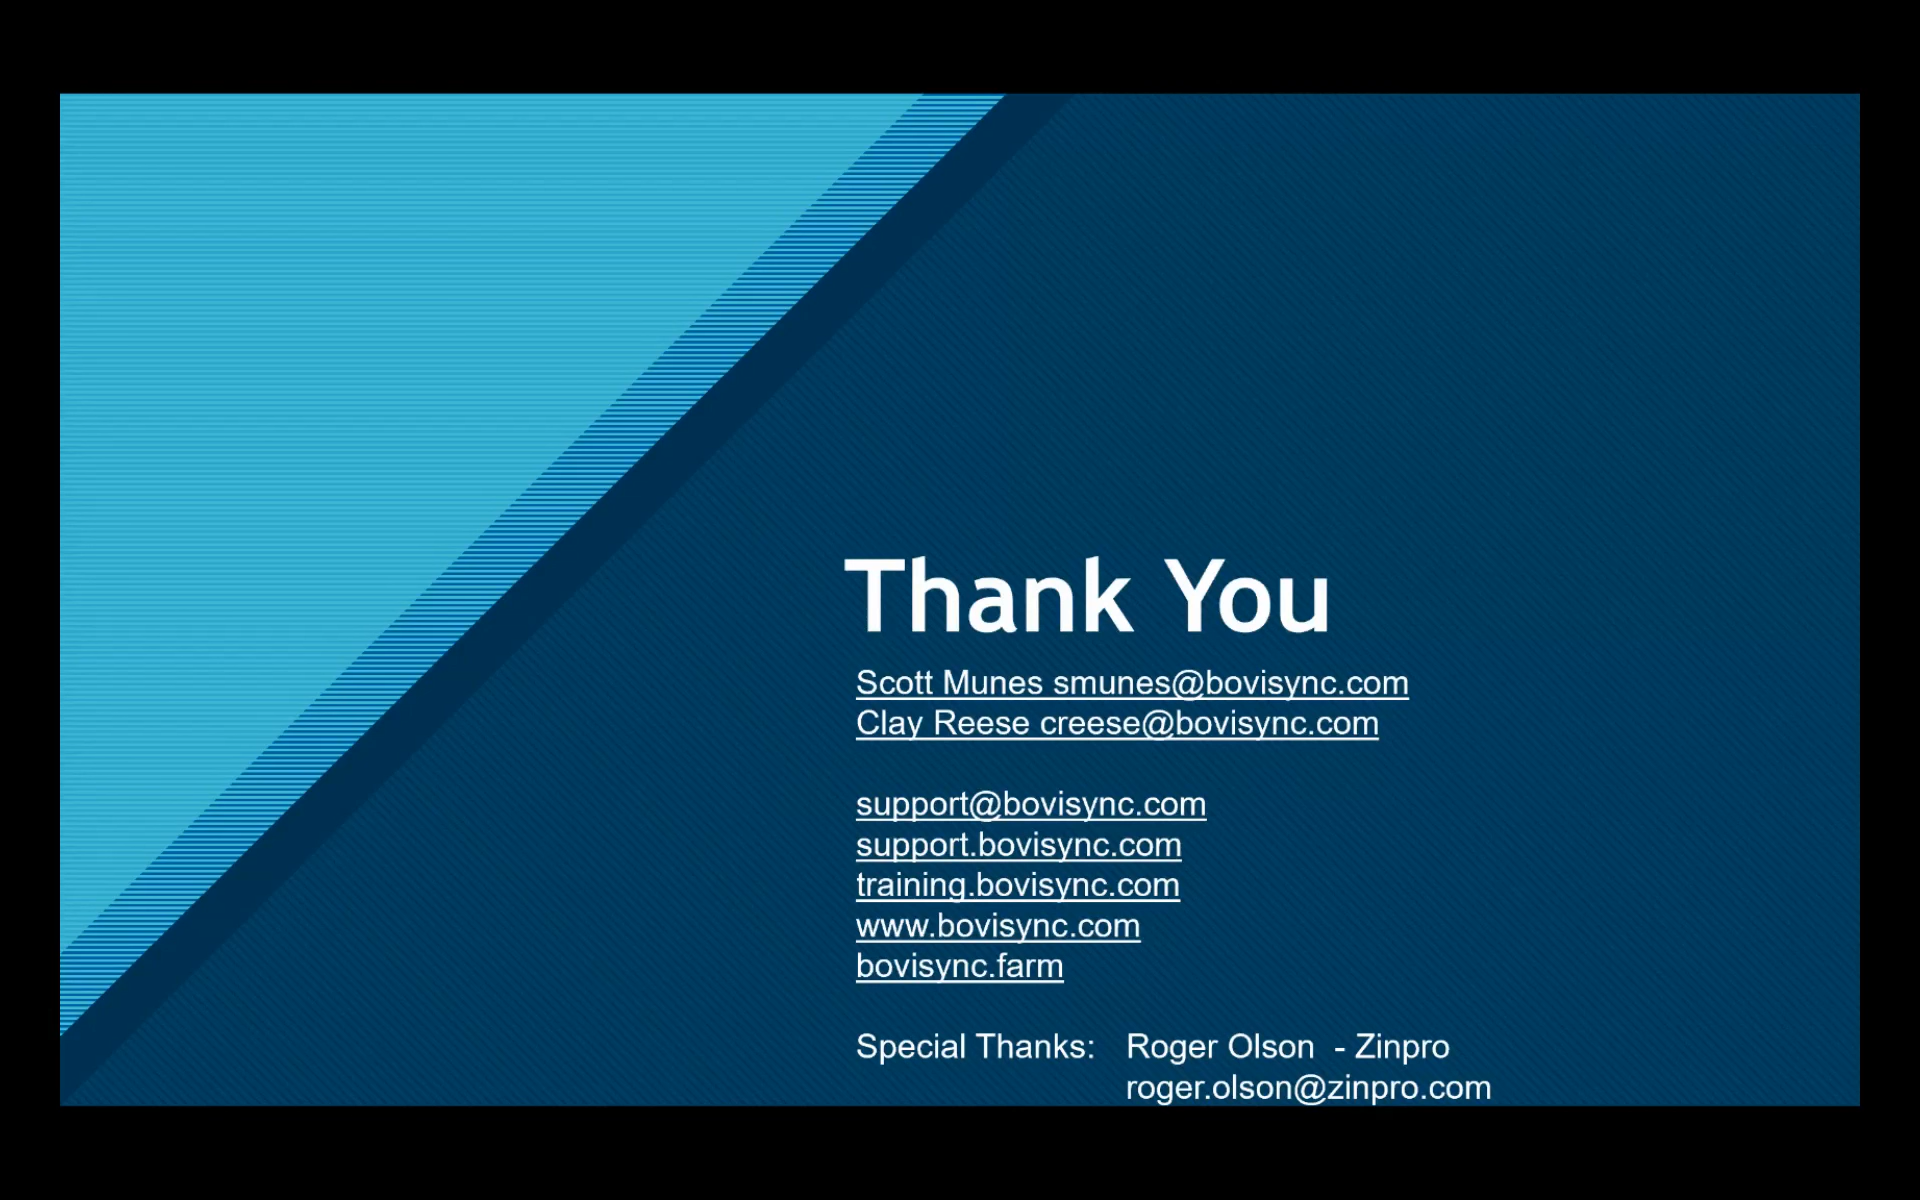 Thank You
Scott Munes smunes@bovisync.com
Clay Reese creese@bovisync.com
support@bovisync.com
support.bovisync.com
training.bovisync.com
www.bovisync.com
bovisync.farm
Special Thanks: Roger Olson - Zinpro
roger.olson@zinpro.com